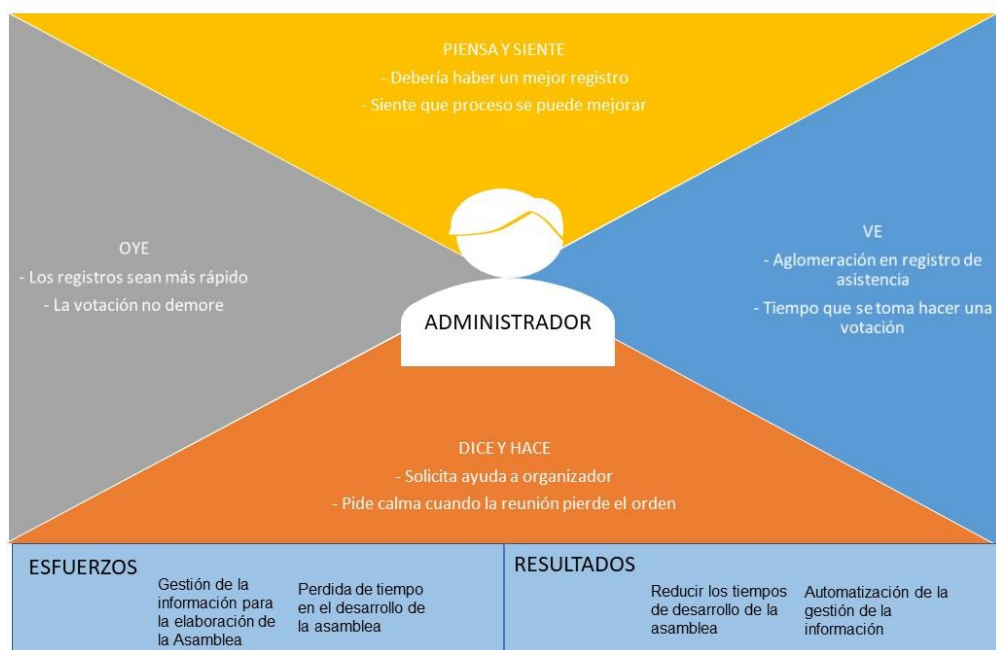 PIENSA Y SIENTE
- Debería haber un mejor registro
- Siente que proceso se puede mejorar
OYE
- Los registros sean más rápido
- La votación no demore
VE
- Aglomeración en registro de
asistencia
- Tiempo que se toma hacer una
votación
ADMINISTRADOR
DICE Y HACE
- Solicita ayuda a organizador
- Pide calma cuando la reunión pierde el orden
ESFUERZOS
Gestión de la
información para
la elaboración de
la Asamblea
Perdida de tiempo
en el desarrollo de
la asamblea
RESULTADOS
Reducir los tiempos
de desarrollo de la
asamblea
Automatización de la
gestión de la
información